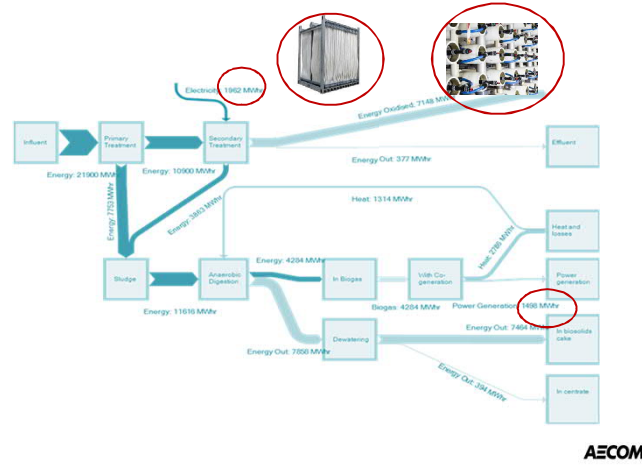 Electricity: 1962 MWhr
Energy Oxidised, 7148 MWhr
Influent
Primary
Treatment
Secondary
Treatment
Effluent
Energy: 21900 MWhr
Energy: 10900 MWhr
Energy Out: 377 MWhr
Energy 7753 MWhr
Energy: 3863 MWhr
Heat: 1314 MWhr
Heat and
losses
Heat: 2785 MWhr
Sludge
Anaerobic
Digestion
Energy: 4284 MWhr
In Biogas
With Co-
generation
Power
generation
Energy: 11616 MWhr
Biogas: 4284 MWhr
Power Generation: 1498 MWhr
Energy Out: 7464 MWhr
In biosolids
cake
Energy Out: 7858 MWhr
Dewatering
Energy Out, 394 MWhr
In centrate
AECOM